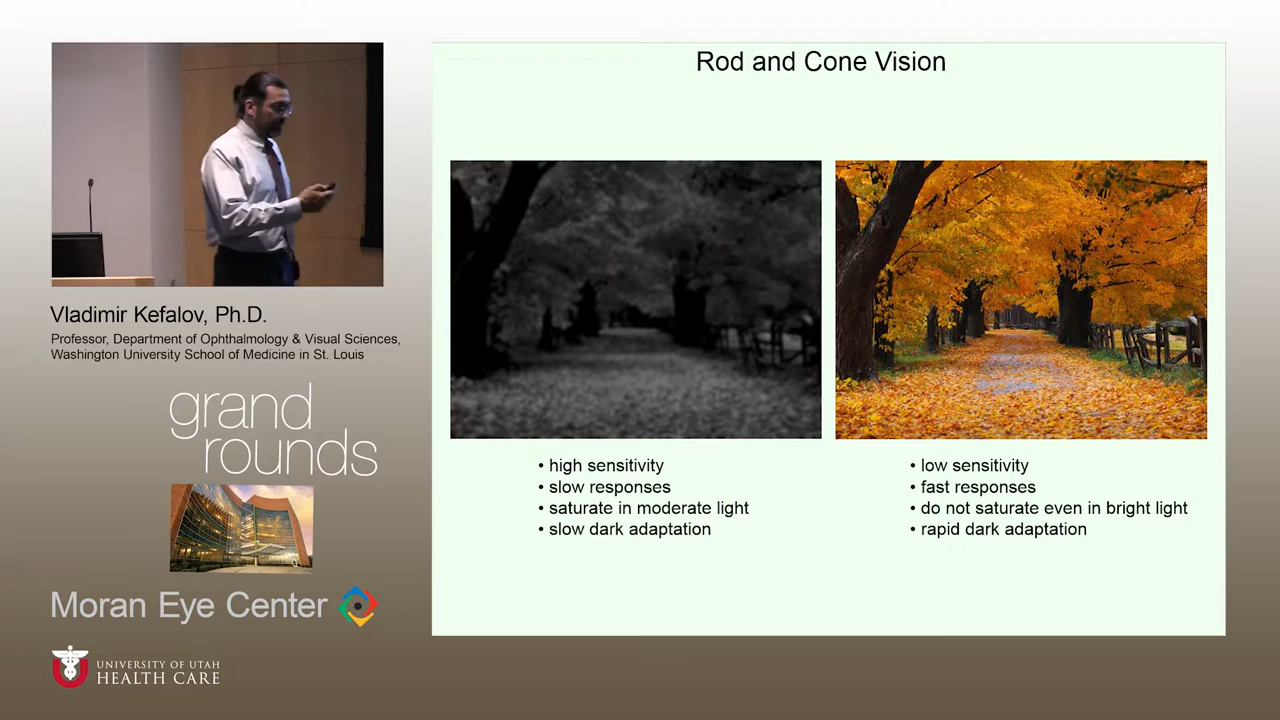 Rod and Cone Vision
Vladimir Kefalov, Ph.D.
Professor, Department of Ophthalmology & Visual Sciences,
Washington University School of Medicine in St. Louis
grand
rounds
Moran Eye Center
UNIVERSITY OF UTAH
HEALTH CARE
• high sensitivity
• slow responses
• saturate in moderate light
• slow dark adaptation
• low sensitivity
• fast responses
• do not saturate even in bright light
• rapid dark adaptation